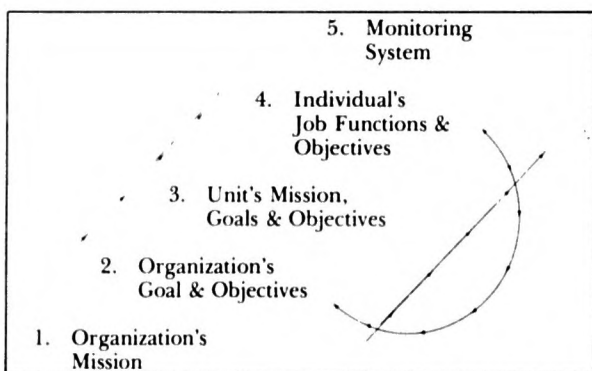 5. Monitoring
System
4. Individual's
Job Functions &
Objectives
3. Unit's Mission,
Goals & Objectives
2. Organization's
Goal & Objectives
1. Organization's
Mission